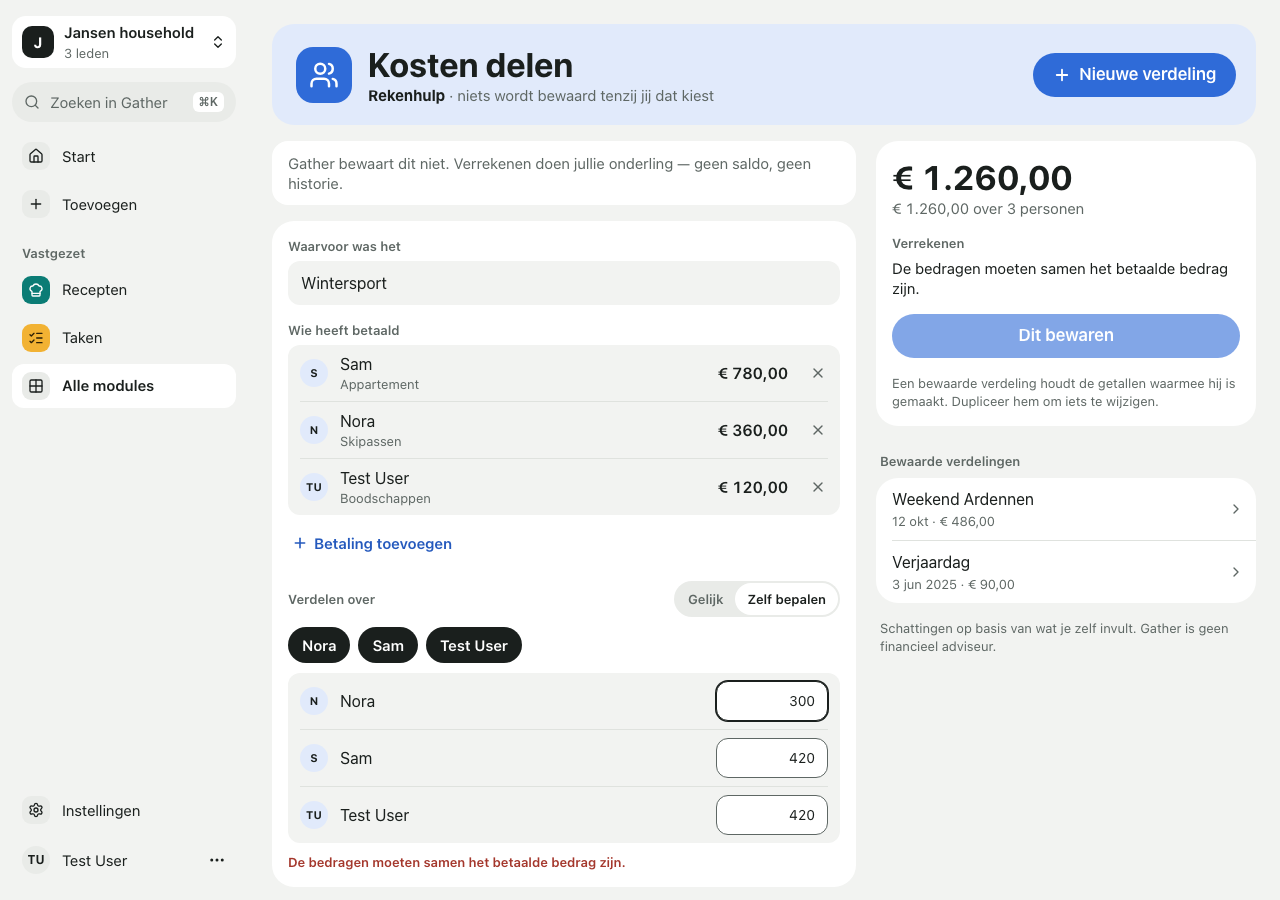 J
Jansen household
3 leden
Zoeken in Gather
⌘K
Start
Toevoegen
Vastgezet
Recepten
Taken
Alle modules
Instellingen
TU
Test User
Kosten delen
Rekenhulp · niets wordt bewaard tenzij jij dat kiest
Nieuwe verdeling
Gather bewaart dit niet. Verrekenen doen jullie onderling — geen saldo, geen
historie.
Waarvoor was het
Wintersport
Wie heeft betaald
S
Sam
Appartement
€ 780,00
N
Nora
Skipassen
€ 360,00
TU
Test User
Boodschappen
€ 120,00
Betaling toevoegen
Verdelen over
Gelijk
Zelf bepalen
Nora
Sam
Test User
N
Nora
300
S
Sam
420
TU
Test User
420
De bedragen moeten samen het betaalde bedrag zijn.
€ 1.260,00
€ 1.260,00 over 3 personen
Verrekenen
De bedragen moeten samen het betaalde bedrag
zijn.
Dit bewaren
Een bewaarde verdeling houdt de getallen waarmee hij is
gemaakt. Dupliceer hem om iets te wijzigen.
Bewaarde verdelingen
Weekend Ardennen
12 okt · € 486,00
Verjaardag
3 jun 2025 · € 90,00
Schattingen op basis van wat je zelf invult. Gather is geen
financieel adviseur.